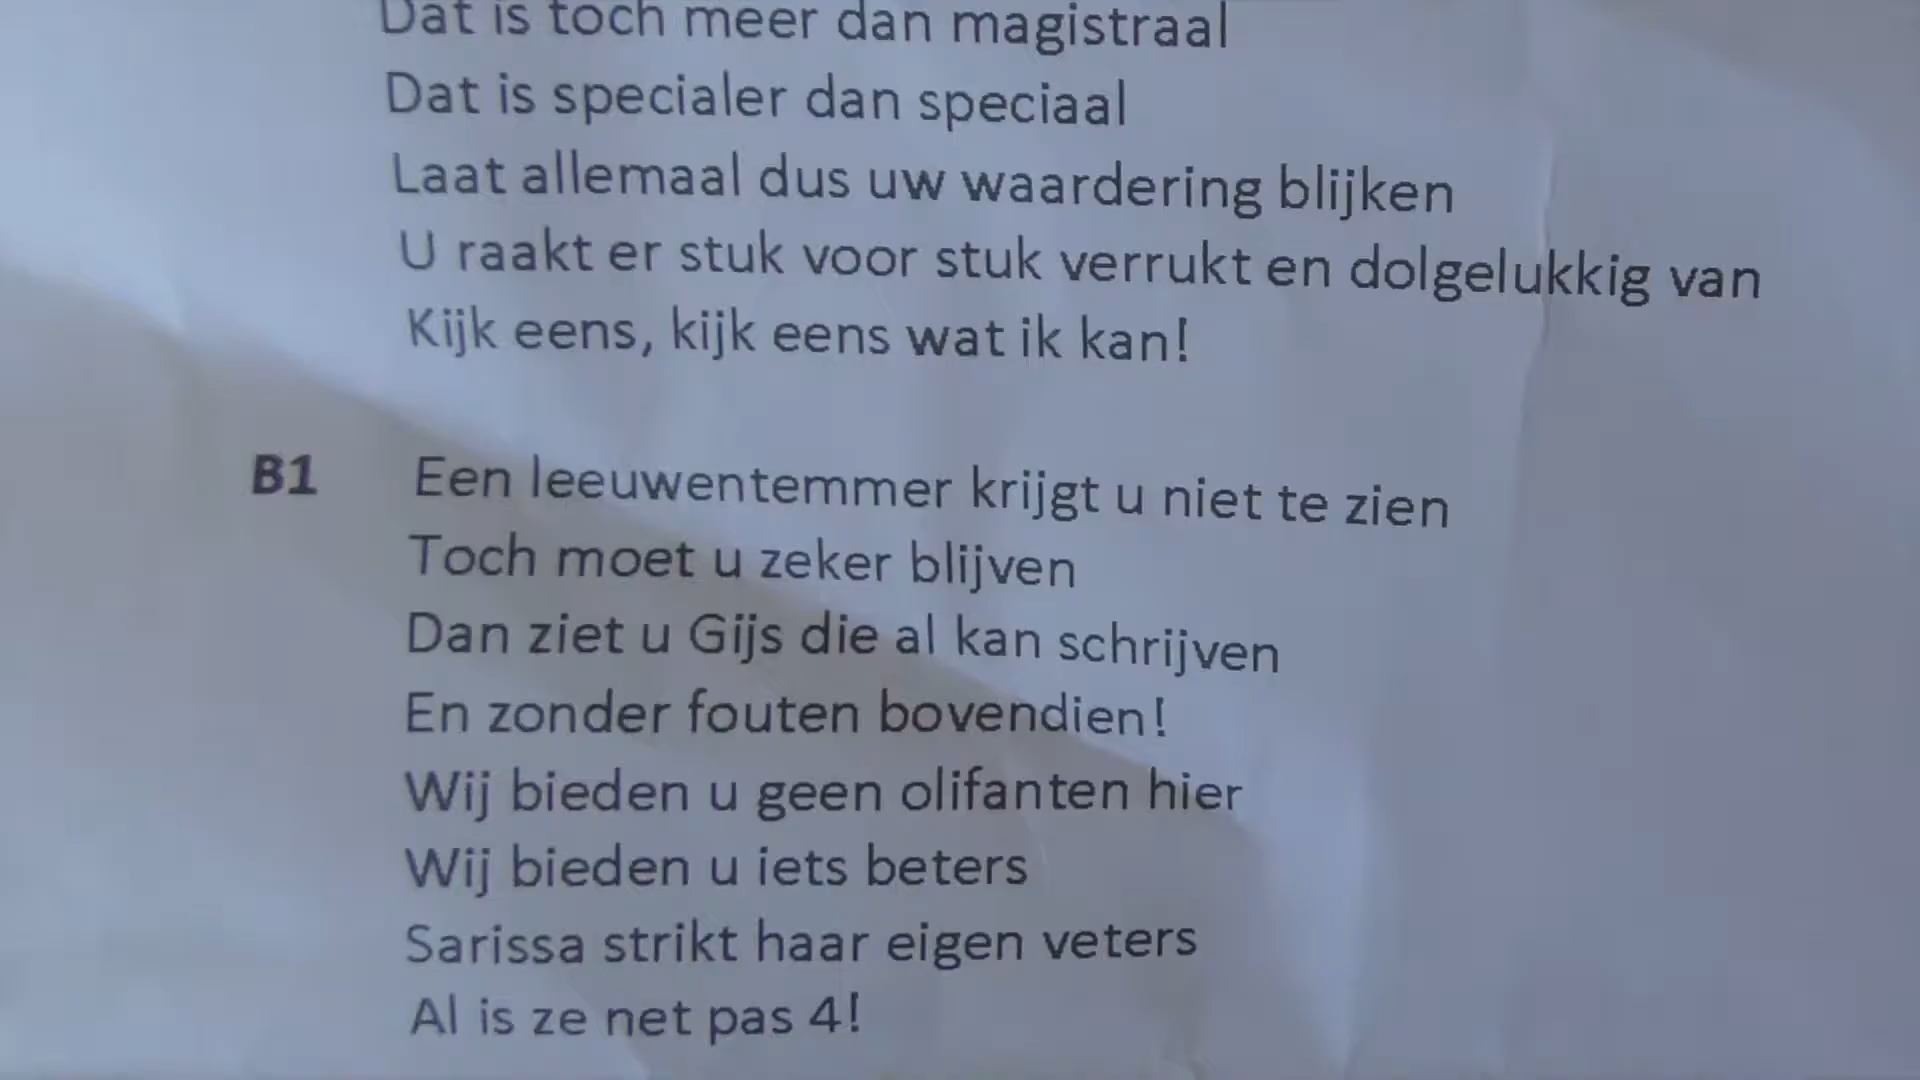 Dat is toch meer dan magistraal
Dat is specialer dan speciaal
Laat allemaal dus uw waardering blijken
U raakt er stuk voor stuk verrukt en dolgelukkig van
Kijk eens, kijk eens wat ik kan!
B1 Een leeuwentemmer krijgt u niet te zien
Toch moet u zeker blijven
Dan ziet u Gijs die al kan schrijven
En zonder fouten bovendien!
Wij bieden u geen olifanten hier
Wij bieden u iets beters
Sarissa strikt haar eigen veters
Al is ze net pas 4!